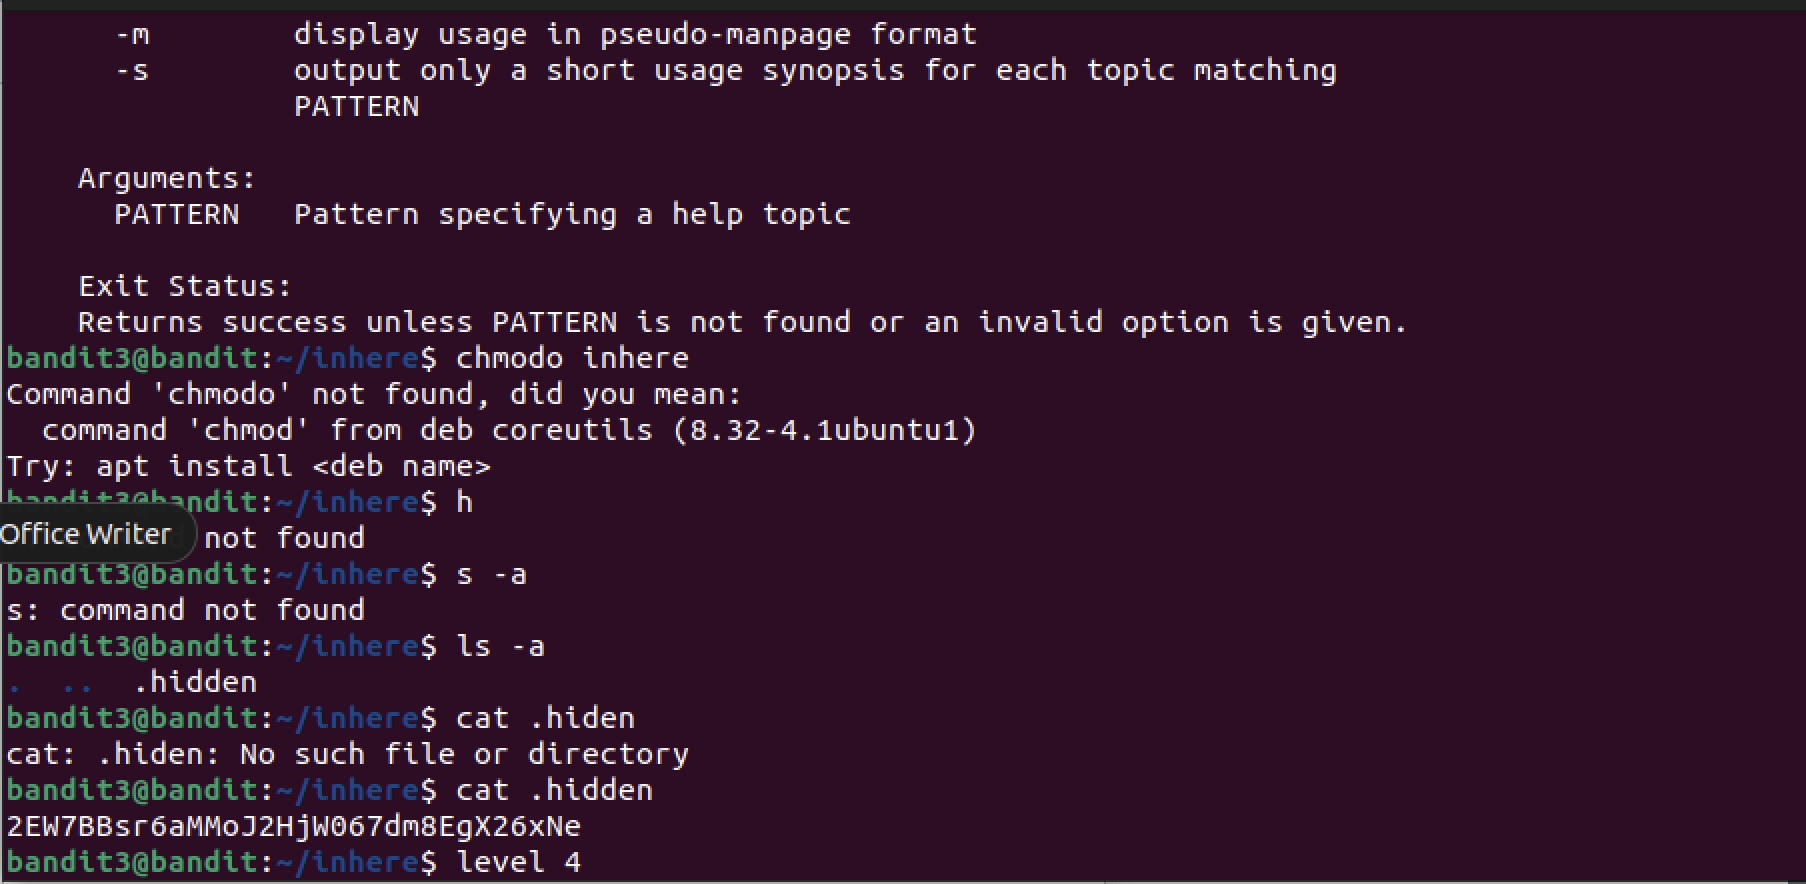 -m        display usage in pseudo-manpage format
-s        output only a short usage synopsis for each topic matching
PATTERN
Arguments:
PATTERN   Pattern specifying a help topic
Exit Status:
Returns success unless PATTERN is not found or an invalid option is given.
bandit3@bandit:~/inhere$ chmodo inhere
Command 'chmodo' not found, did you mean:
command 'chmod' from deb coreutils (8.32-4.1ubuntu1)
Try: apt install <deb name>
bandit3@bandit:~/inhere$ h
Office Writer
not found
bandit3@bandit:~/inhere$ s -a
s: command not found
bandit3@bandit:~/inhere$ ls -a
.  ..  .hidden
bandit3@bandit:~/inhere$ cat .hiden
cat: .hiden: No such file or directory
bandit3@bandit:~/inhere$ cat .hidden
2EW7BBsr6aMMoJ2HjW067dm8EgX26xNe
bandit3@bandit:~/inhere$ level 4